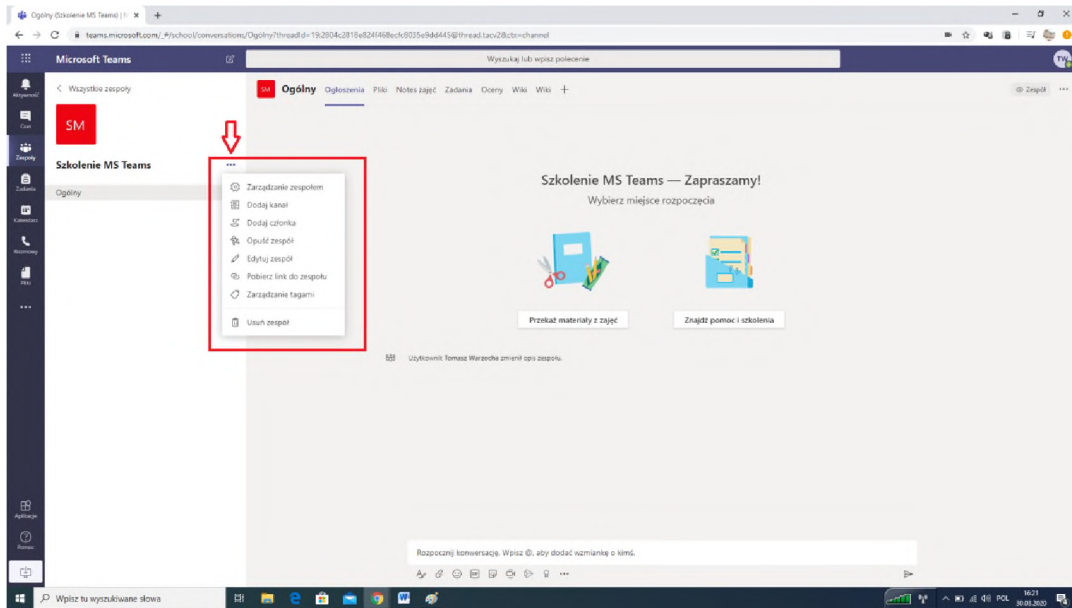 Ogólny (Szkolenie MS Teams) | M
teams.microsoft.com/_#/school/conversations/Ogólny?threadId=19:2804c2818e824f468ecfc8035e9dd445@thread.tacv2&ctx=channel
Microsoft Teams
Wyszukaj lub wpisz polecenie
TW
Aktywność
Czat
Zespoły
Zadania
Kalendarz
Rozmowy
Pliki
Aplikacje
Pomoc
Wszystkie zespoły
SM
Szkolenie MS Teams
Ogólny
Zarządzanie zespołem
Dodaj kanał
Dodaj członka
Opuść zespół
Edytuj zespół
Pobierz link do zespołu
Zarządzanie tagami
Usuń zespół
SM Ogólny Ogłoszenia Pliki Notes zajęć Zadania Oceny Wiki Wiki +
Zespół
Szkolenie MS Teams — Zapraszamy!
Wybierz miejsce rozpoczęcia
Przekaż materiały z zajęć
Znajdź pomoc i szkolenia
Użytkownik Tomasz Warzecha zmienił opis zespołu.
Rozpocznij konwersację. Wpisz @, aby dodać wzmiankę o kimś.
Wpisz tu wyszukiwane słowa
POL
16:21
30.03.2020